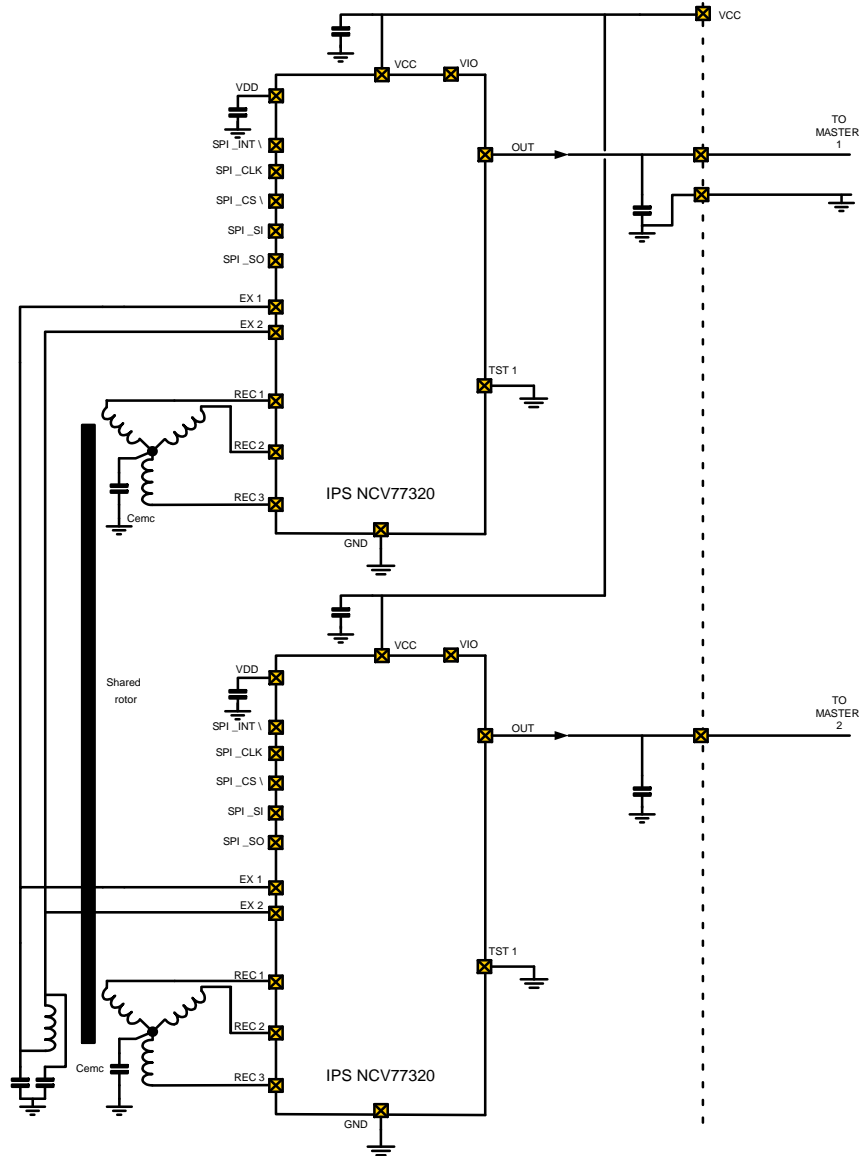 VCC
VCC
VIO
VDD
TO
MASTER
1
SPI _INT \
OUT
SPI _CLK
SPI _CS \
SPI _SI
SPI _SO
EX 1
EX 2
TST 1
REC 1
REC 2
REC 3
IPS NCV77320
Cemc
GND
VCC
VIO
VDD
Shared
rotor
TO
MASTER
2
SPI _INT \
OUT
SPI _CLK
SPI _CS \
SPI _SI
SPI _SO
EX 1
EX 2
TST 1
REC 1
REC 2
Cemc
REC 3
IPS NCV77320
GND